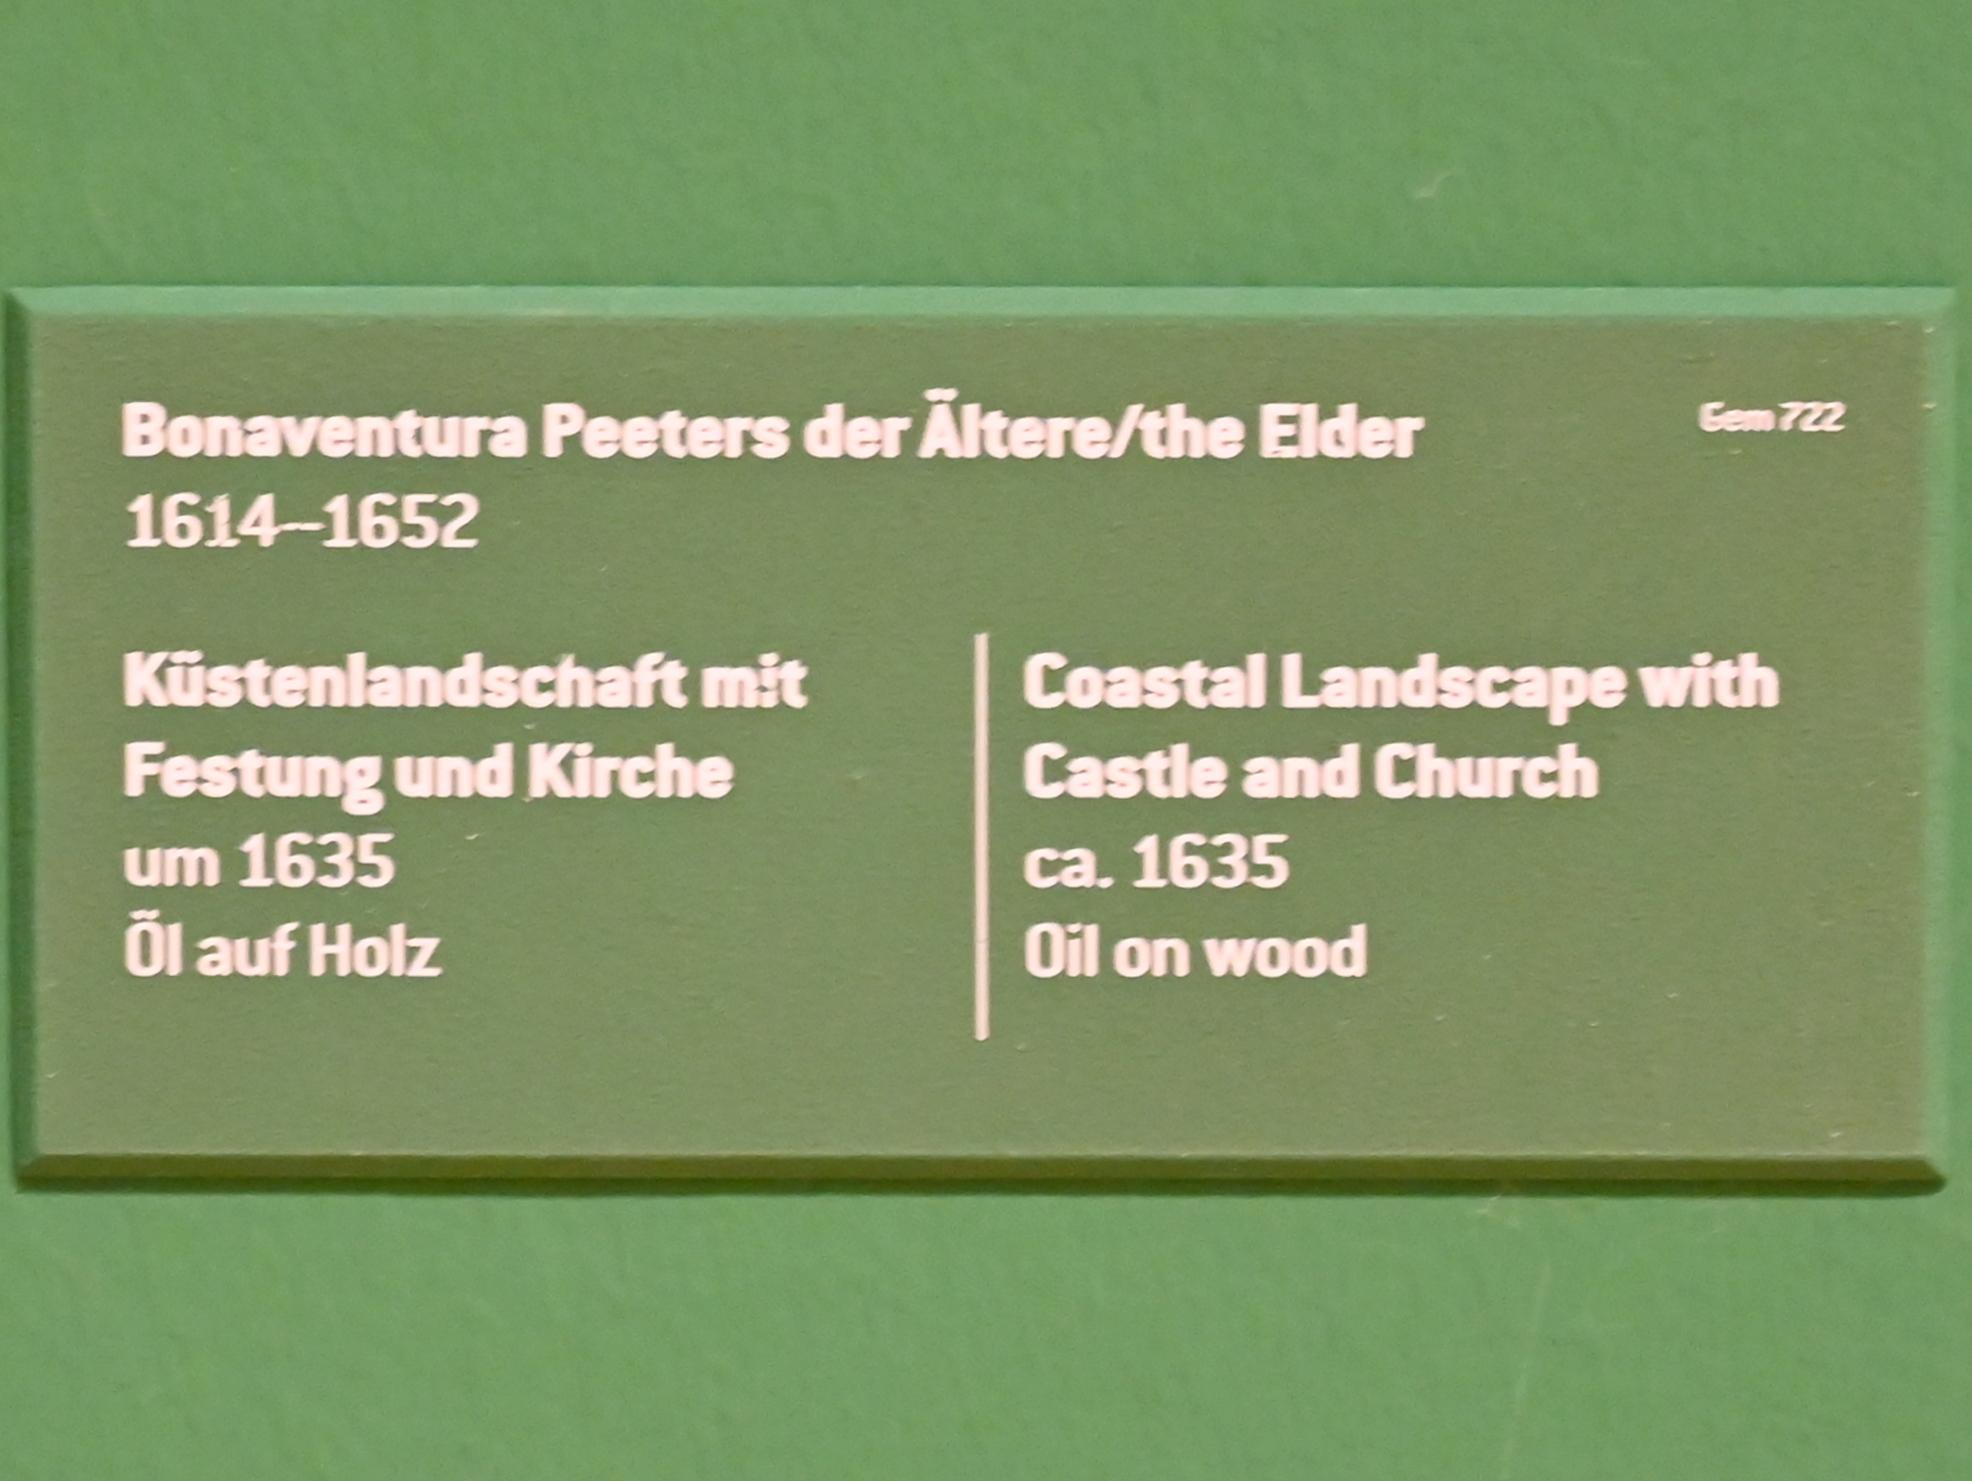 Bonaventura Peeters der Ältere/the Elder
Gem 722
1614–1652
Küstenlandschaft mit
Festung und Kirche
um 1635
Öl auf Holz
Coastal Landscape with
Castle and Church
ca. 1635
Oil on wood